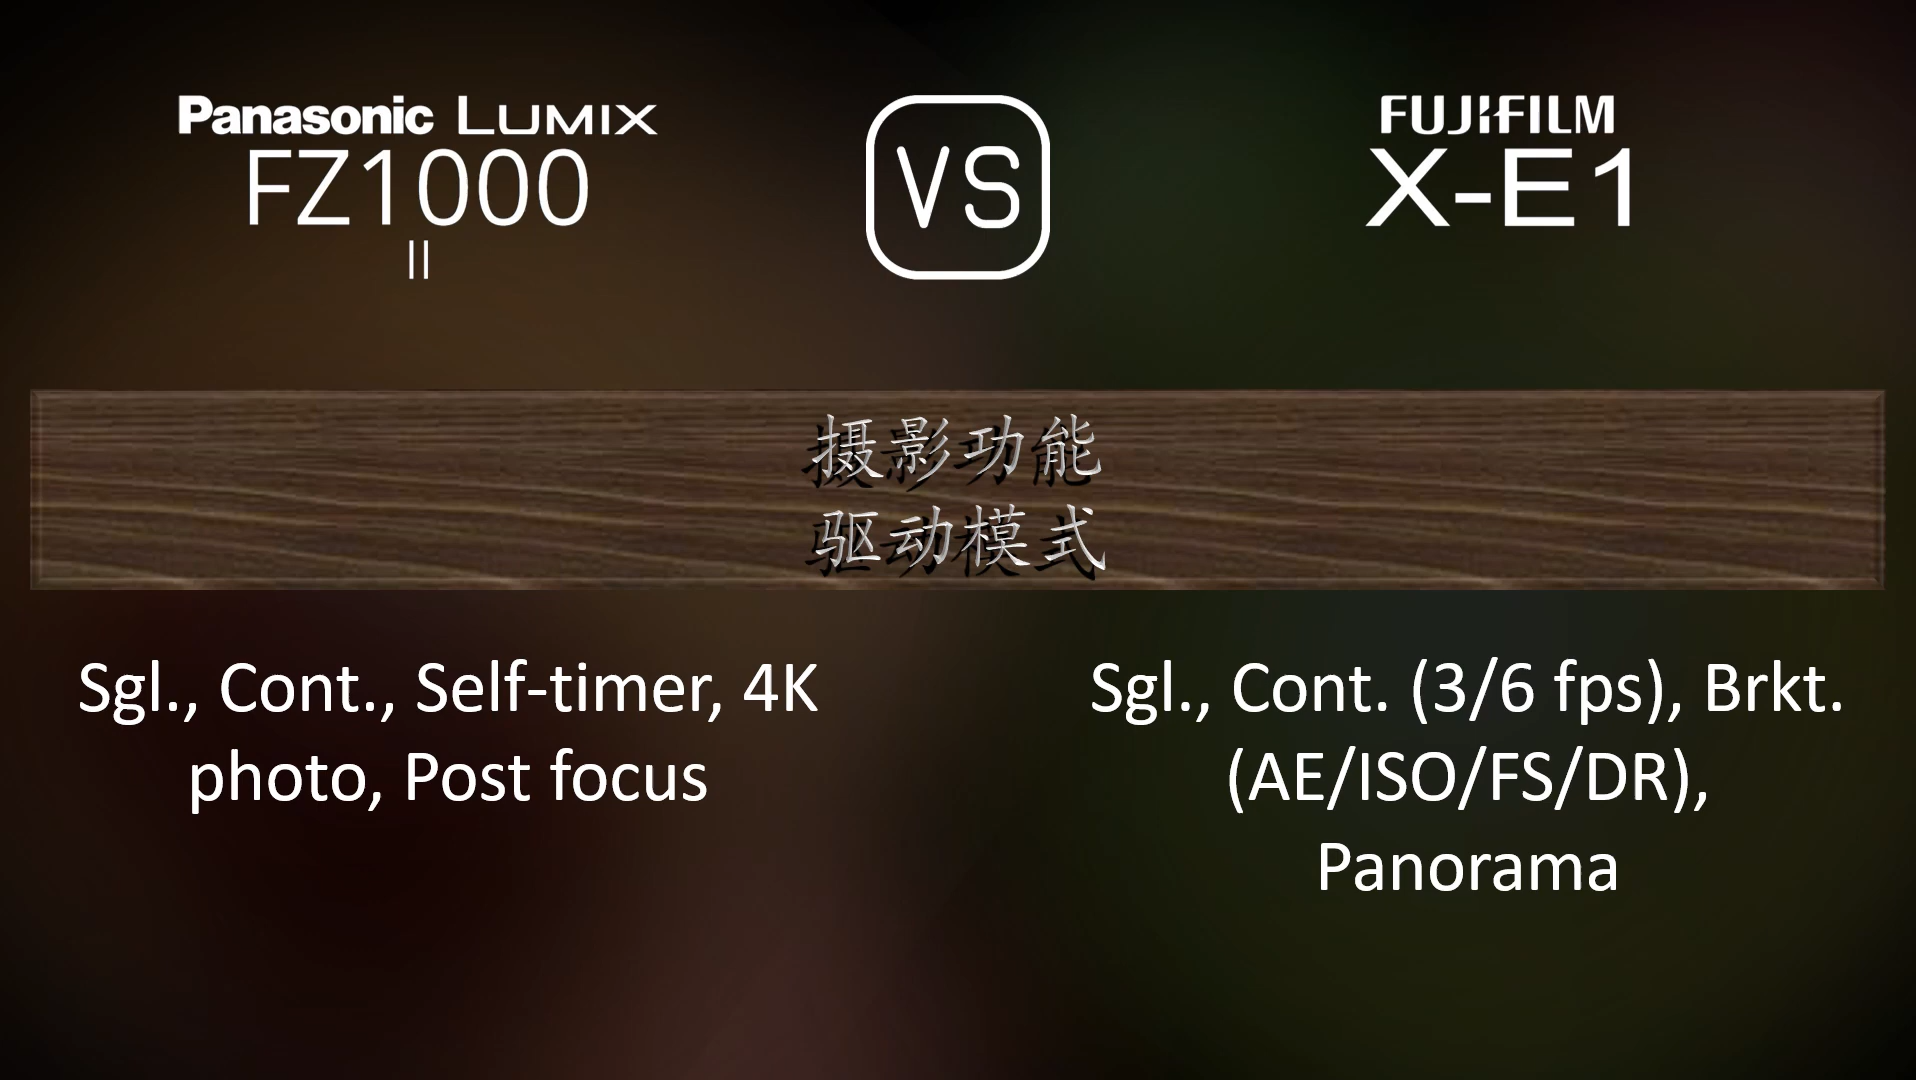 Panasonic LUMIX
FZ1000
II
VS
FUJIFILM
X-E1
摄影功能
驱动模式
Sgl., Cont., Self-timer, 4K
photo, Post focus
Sgl., Cont. (3/6 fps), Brkt.
(AE/ISO/FS/DR),
Panorama